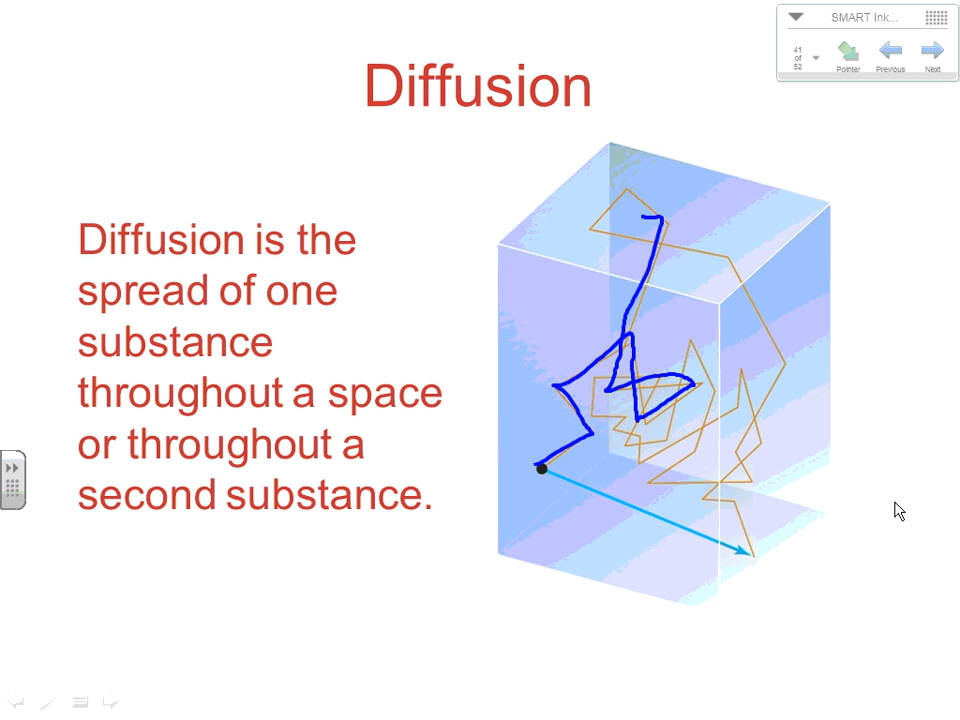 SMART Ink...
41
of
52
Pointer Previous Next
Diffusion
Diffusion is the
spread of one
substance
throughout a space
or throughout a
second substance.